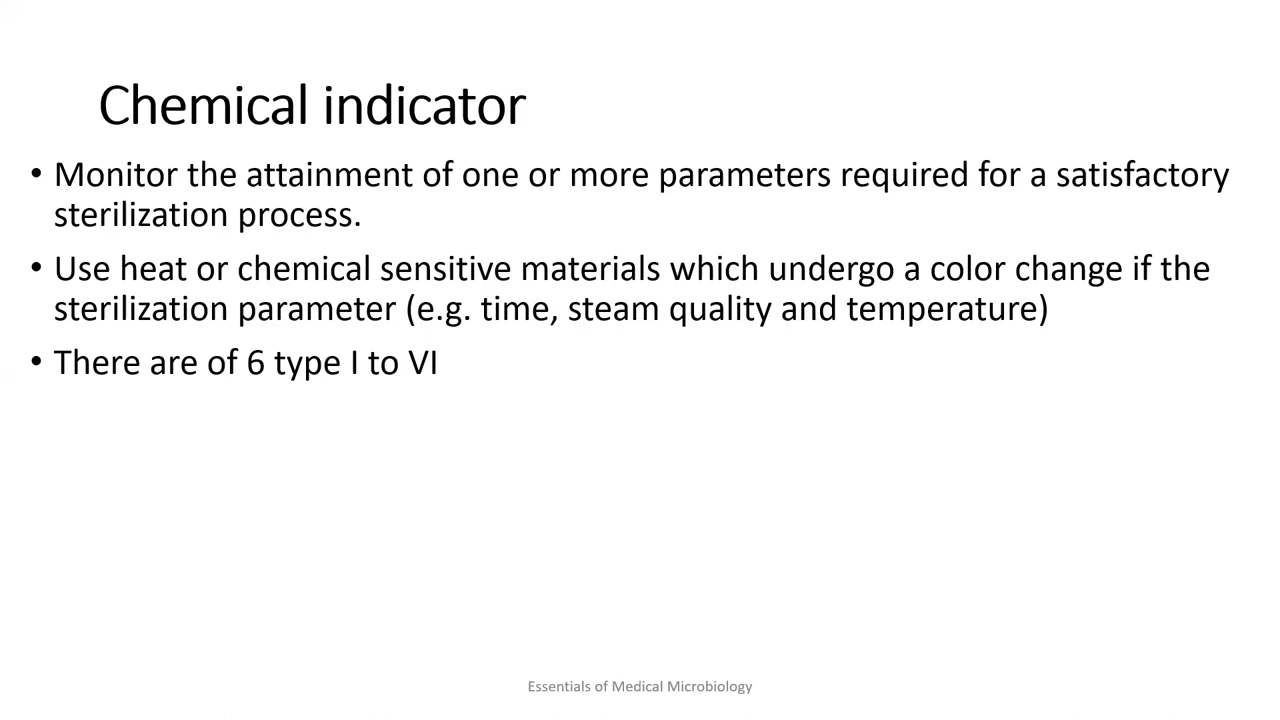 Chemical indicator
• Monitor the attainment of one or more parameters required for a satisfactory
sterilization process.
• Use heat or chemical sensitive materials which undergo a color change if the
sterilization parameter (e.g. time, steam quality and temperature)
• There are of 6 type I to VI
Essentials of Medical Microbiology